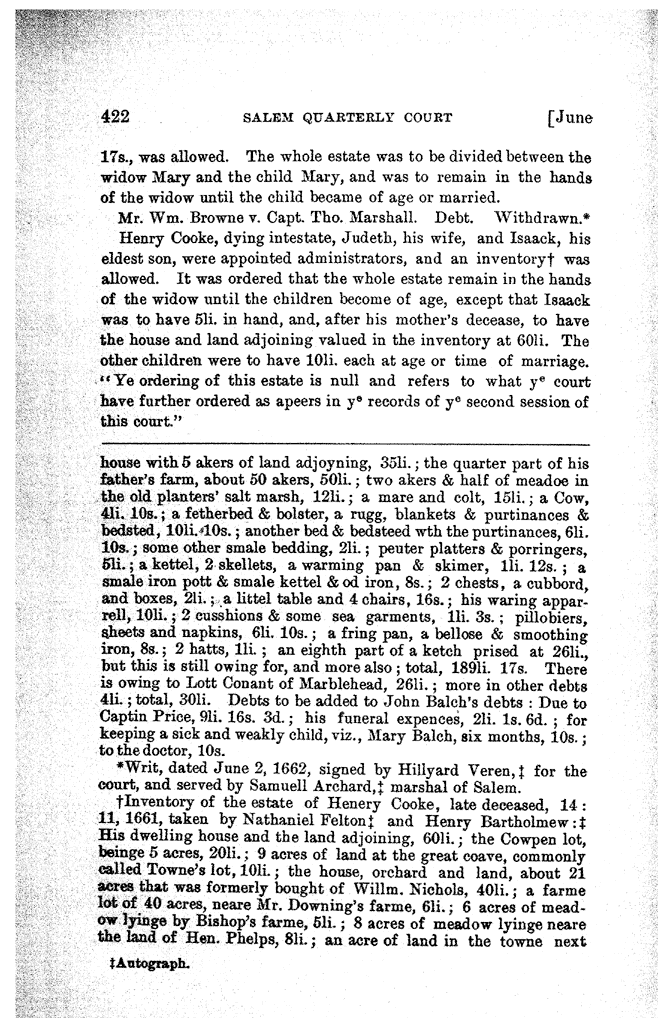 422 SALEM QUARTERLY COURT [June
17s., was allowed. The whole estate was to be divided between the
widow Mary and the child Mary, and was to remain in the hands
of the widow until the child became of age or married.
Mr. Wm. Browne v. Capt. Tho. Marshall. Debt. Withdrawn.*
Henry Cooke, dying intestate, Judeth, his wife, and Isaack, his
eldest son, were appointed administrators, and an inventory† was
allowed. It was ordered that the whole estate remain in the hands
of the widow until the children become of age, except that Isaack
was to have 5li. in hand, and, after his mother's decease, to have
the house and land adjoining valued in the inventory at 60li. The
other children were to have 10li. each at age or time of marriage.
"Ye ordering of this estate is null and refers to what yᵉ court
have further ordered as apeers in yᵉ records of yᵉ second session of
this court."
house with 5 akers of land adjoyning, 35li.; the quarter part of his
father's farm, about 50 akers, 50li.; two akers & half of meadoe in
the old planters' salt marsh, 12li.; a mare and colt, 15li.; a Cow,
4li. 10s.; a fetherbed & bolster, a rugg, blankets & purtinances &
bedsted, 10li. 10s.; another bed & bedsteed wth the purtinances, 6li.
10s.; some other smale bedding, 2li.; peuter platters & porringers,
5li.; a kettel, 2 skellets, a warming pan & skimer, 1li. 12s.; a
smale iron pott & smale kettel & od iron, 8s.; 2 chests, a cubbord,
and boxes, 2li.; a littel table and 4 chairs, 16s.; his waring appar-
rell, 10li.; 2 cusshions & some sea garments, 1li. 3s.; pillobiers,
sheets and napkins, 6li. 10s.; a fring pan, a bellose & smoothing
iron, 8s.; 2 hatts, 1li.; an eighth part of a ketch prised at 26li.,
but this is still owing for, and more also; total, 189li. 17s. There
is owing to Lott Conant of Marblehead, 26li.; more in other debts
4li.; total, 30li. Debts to be added to John Balch's debts: Due to
Captin Price, 9li. 16s. 3d.; his funeral expences, 2li. 1s. 6d.; for
keeping a sick and weakly child, viz., Mary Balch, six months, 10s.;
to the doctor, 10s.
*Writ, dated June 2, 1662, signed by Hillyard Veren,‡ for the
court, and served by Samuell Archard,‡ marshal of Salem.
†Inventory of the estate of Henery Cooke, late deceased, 14:
11, 1661, taken by Nathaniel Felton‡ and Henry Bartholmew:‡
His dwelling house and the land adjoining, 60li.; the Cowpen lot,
beinge 5 acres, 20li.; 9 acres of land at the great coave, commonly
called Towne's lot, 10li.; the house, orchard and land, about 21
acres that was formerly bought of Willm. Nichols, 40li.; a farme
lot of 40 acres, neare Mr. Downing's farme, 6li.; 6 acres of mead-
ow lyinge by Bishop's farme, 5li.; 8 acres of meadow lyinge neare
the land of Hen. Phelps, 8li.; an acre of land in the towne next
‡Autograph.